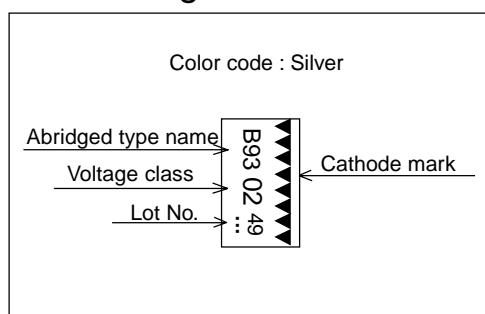 Color code : Silver
Abridged type name
Voltage class
Lot No.
B93 02 49
...
Cathode mark